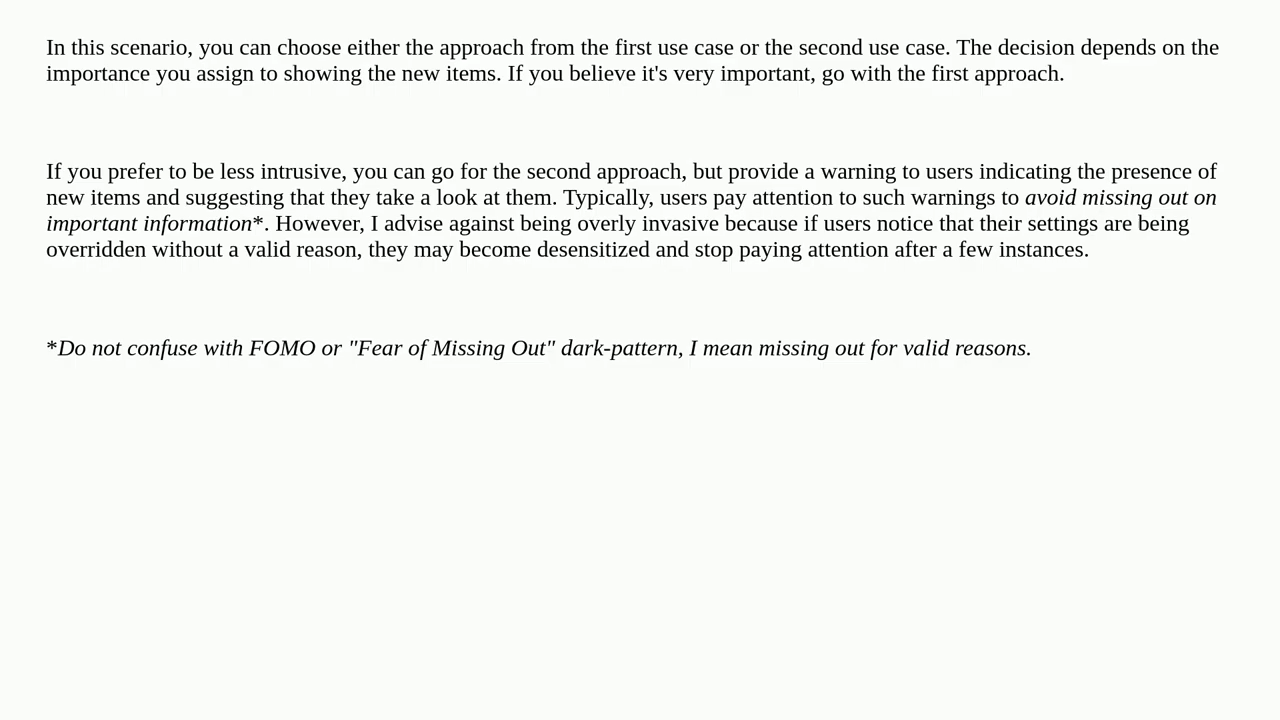 In this scenario, you can choose either the approach from the first use case or the second use case. The decision depends on the
importance you assign to showing the new items. If you believe it's very important, go with the first approach.
If you prefer to be less intrusive, you can go for the second approach, but provide a warning to users indicating the presence of
new items and suggesting that they take a look at them. Typically, users pay attention to such warnings to avoid missing out on
important information*. However, I advise against being overly invasive because if users notice that their settings are being
overridden without a valid reason, they may become desensitized and stop paying attention after a few instances.
*Do not confuse with FOMO or "Fear of Missing Out" dark-pattern, I mean missing out for valid reasons.